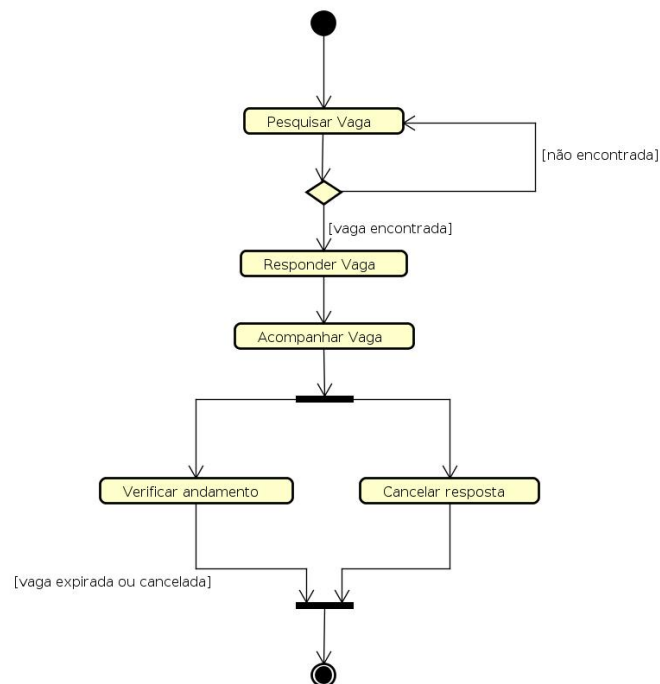 Pesquisar Vaga
[não encontrada]
[vaga encontrada]
Responder Vaga
Acompanhar Vaga
Verificar andamento
Cancelar resposta
[vaga expirada ou cancelada]